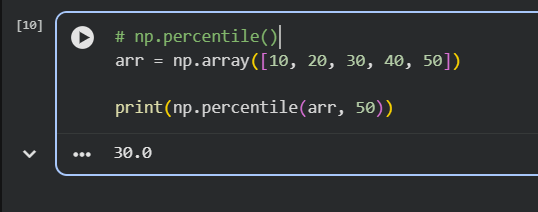 [10]
# np.percentile()
arr = np.array([10, 20, 30, 40, 50])
print(np.percentile(arr, 50))
30.0